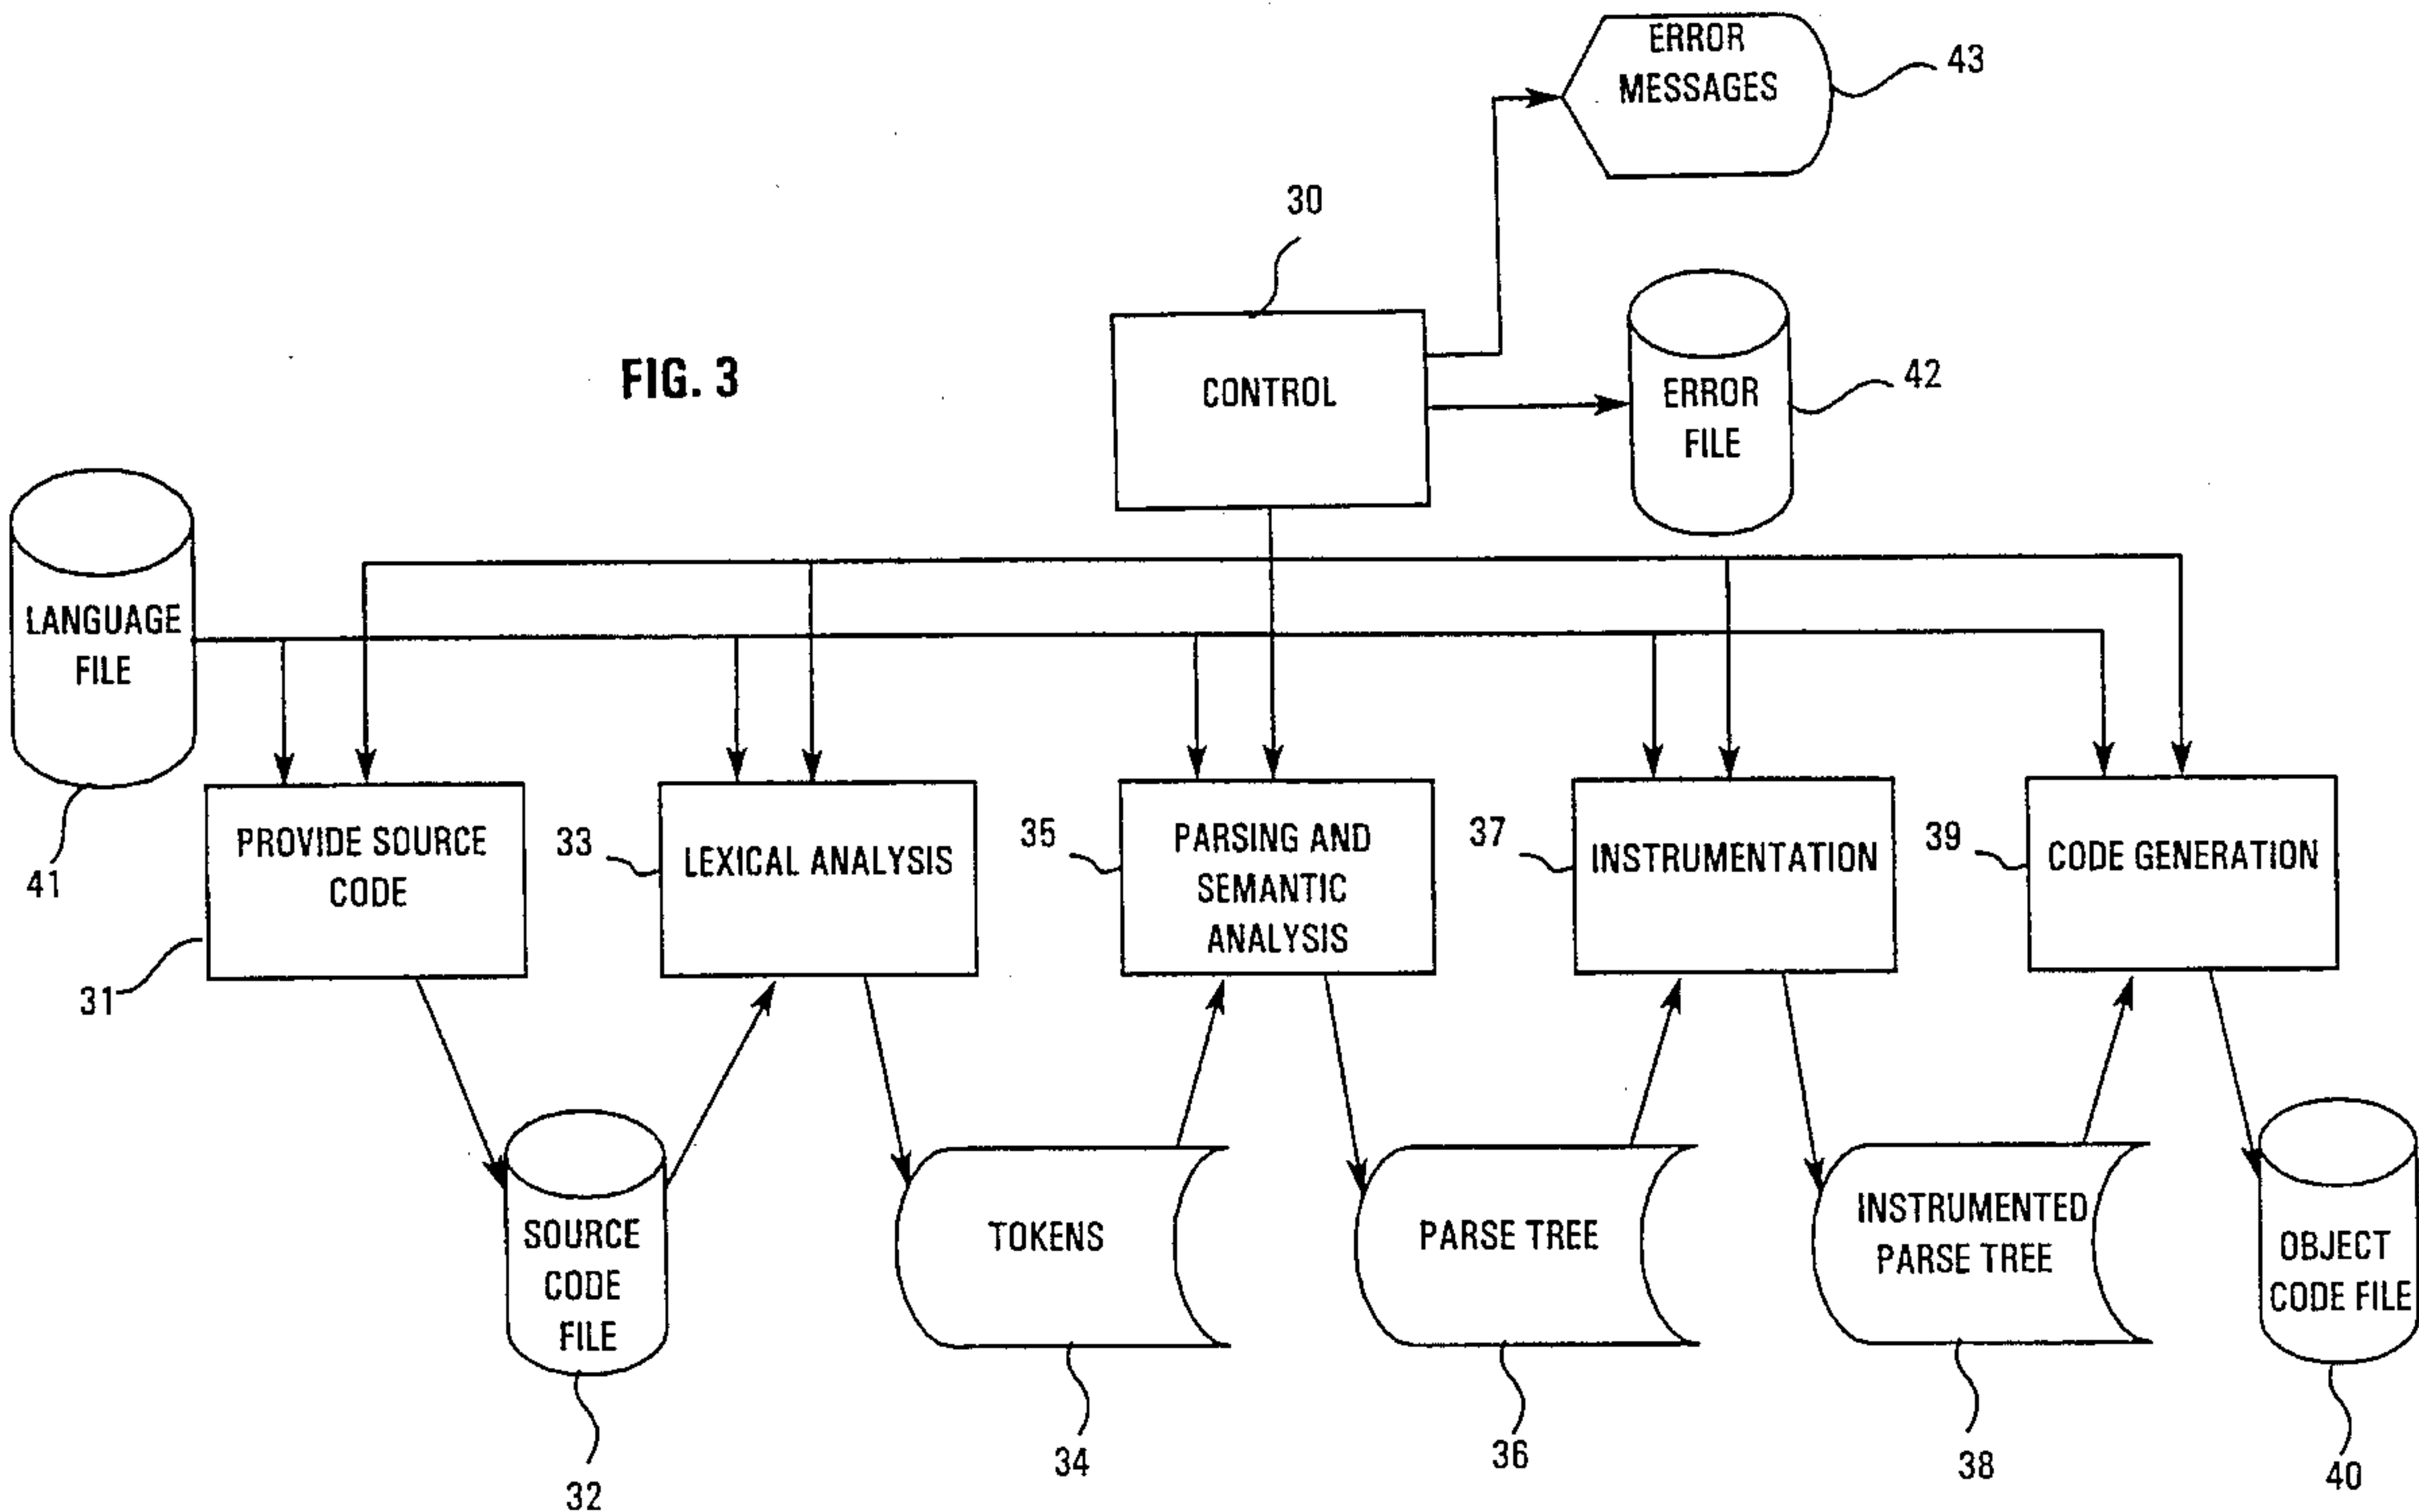 ERROR
MESSAGES
43
30
FIG. 3
CONTROL
ERROR
FILE
42
LANGUAGE
FILE
41
PROVIDE SOURCE
CODE
31
33
LEXICAL ANALYSIS
35
PARSING AND
SEMANTIC
ANALYSIS
37
INSTRUMENTATION
39
CODE GENERATION
SOURCE
CODE
FILE
32
TOKENS
34
PARSE TREE
36
INSTRUMENTED
PARSE TREE
38
OBJECT
CODE FILE
40